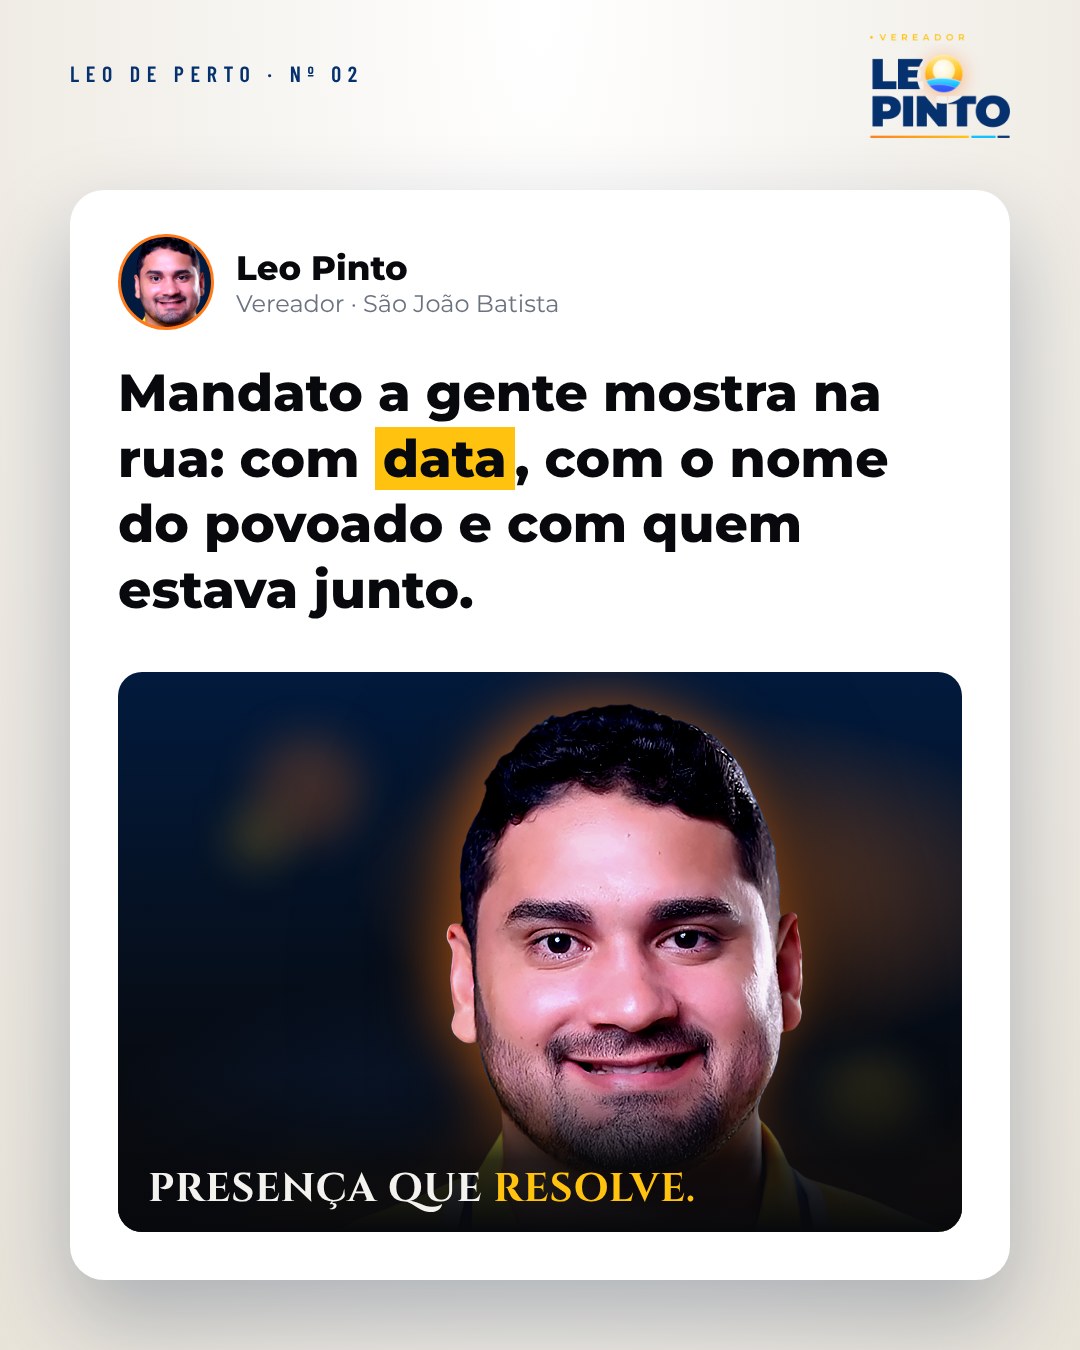 LEO DE PERTO · Nº 02
• VEREADOR
LEO
PINTO
Leo Pinto
Vereador · São João Batista
Mandato a gente mostra na
rua: com data, com o nome
do povoado e com quem
estava junto.
PRESENÇA QUE RESOLVE.